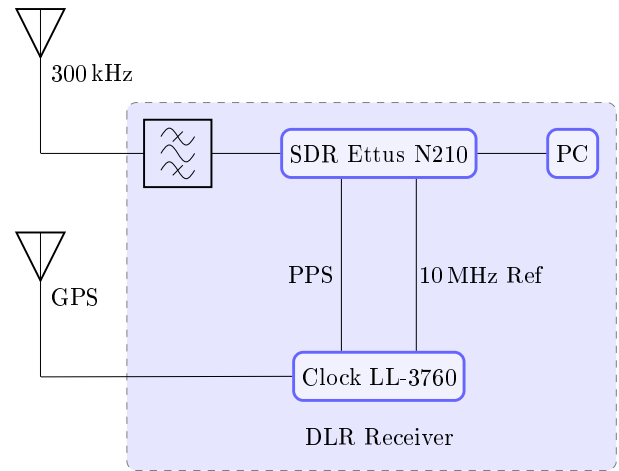 300 kHz
SDR Ettus N210
PC
PPS
10 MHz Ref
GPS
Clock LL-3760
DLR Receiver